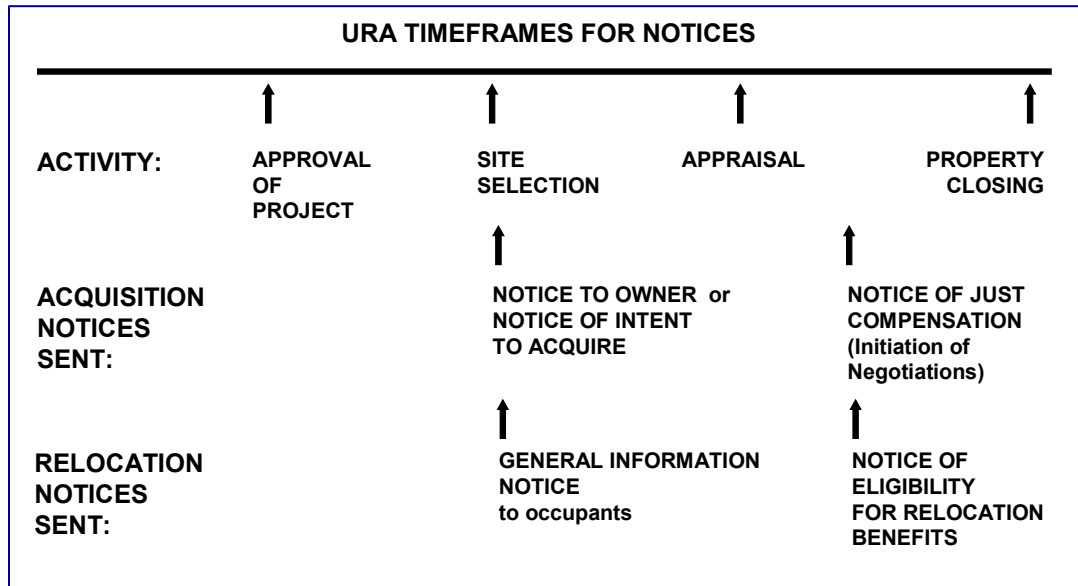 URA TIMEFRAMES FOR NOTICES
ACTIVITY:
APPROVAL
OF
PROJECT
SITE
SELECTION
APPRAISAL
PROPERTY
CLOSING
ACQUISITION
NOTICES
SENT:
NOTICE TO OWNER or
NOTICE OF INTENT
TO ACQUIRE
NOTICE OF JUST
COMPENSATION
(Initiation of
Negotiations)
RELOCATION
NOTICES
SENT:
GENERAL INFORMATION
NOTICE
to occupants
NOTICE OF
ELIGIBILITY
FOR RELOCATION
BENEFITS